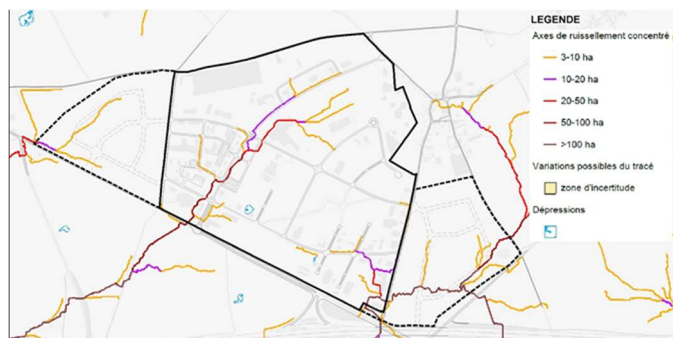 LEGENDE
Axes de ruissellement concentré
3-10 ha
10-20 ha
20-50 ha
50-100 ha
>100 ha
Variations possibles du tracé
zone d'incertitude
Dépressions